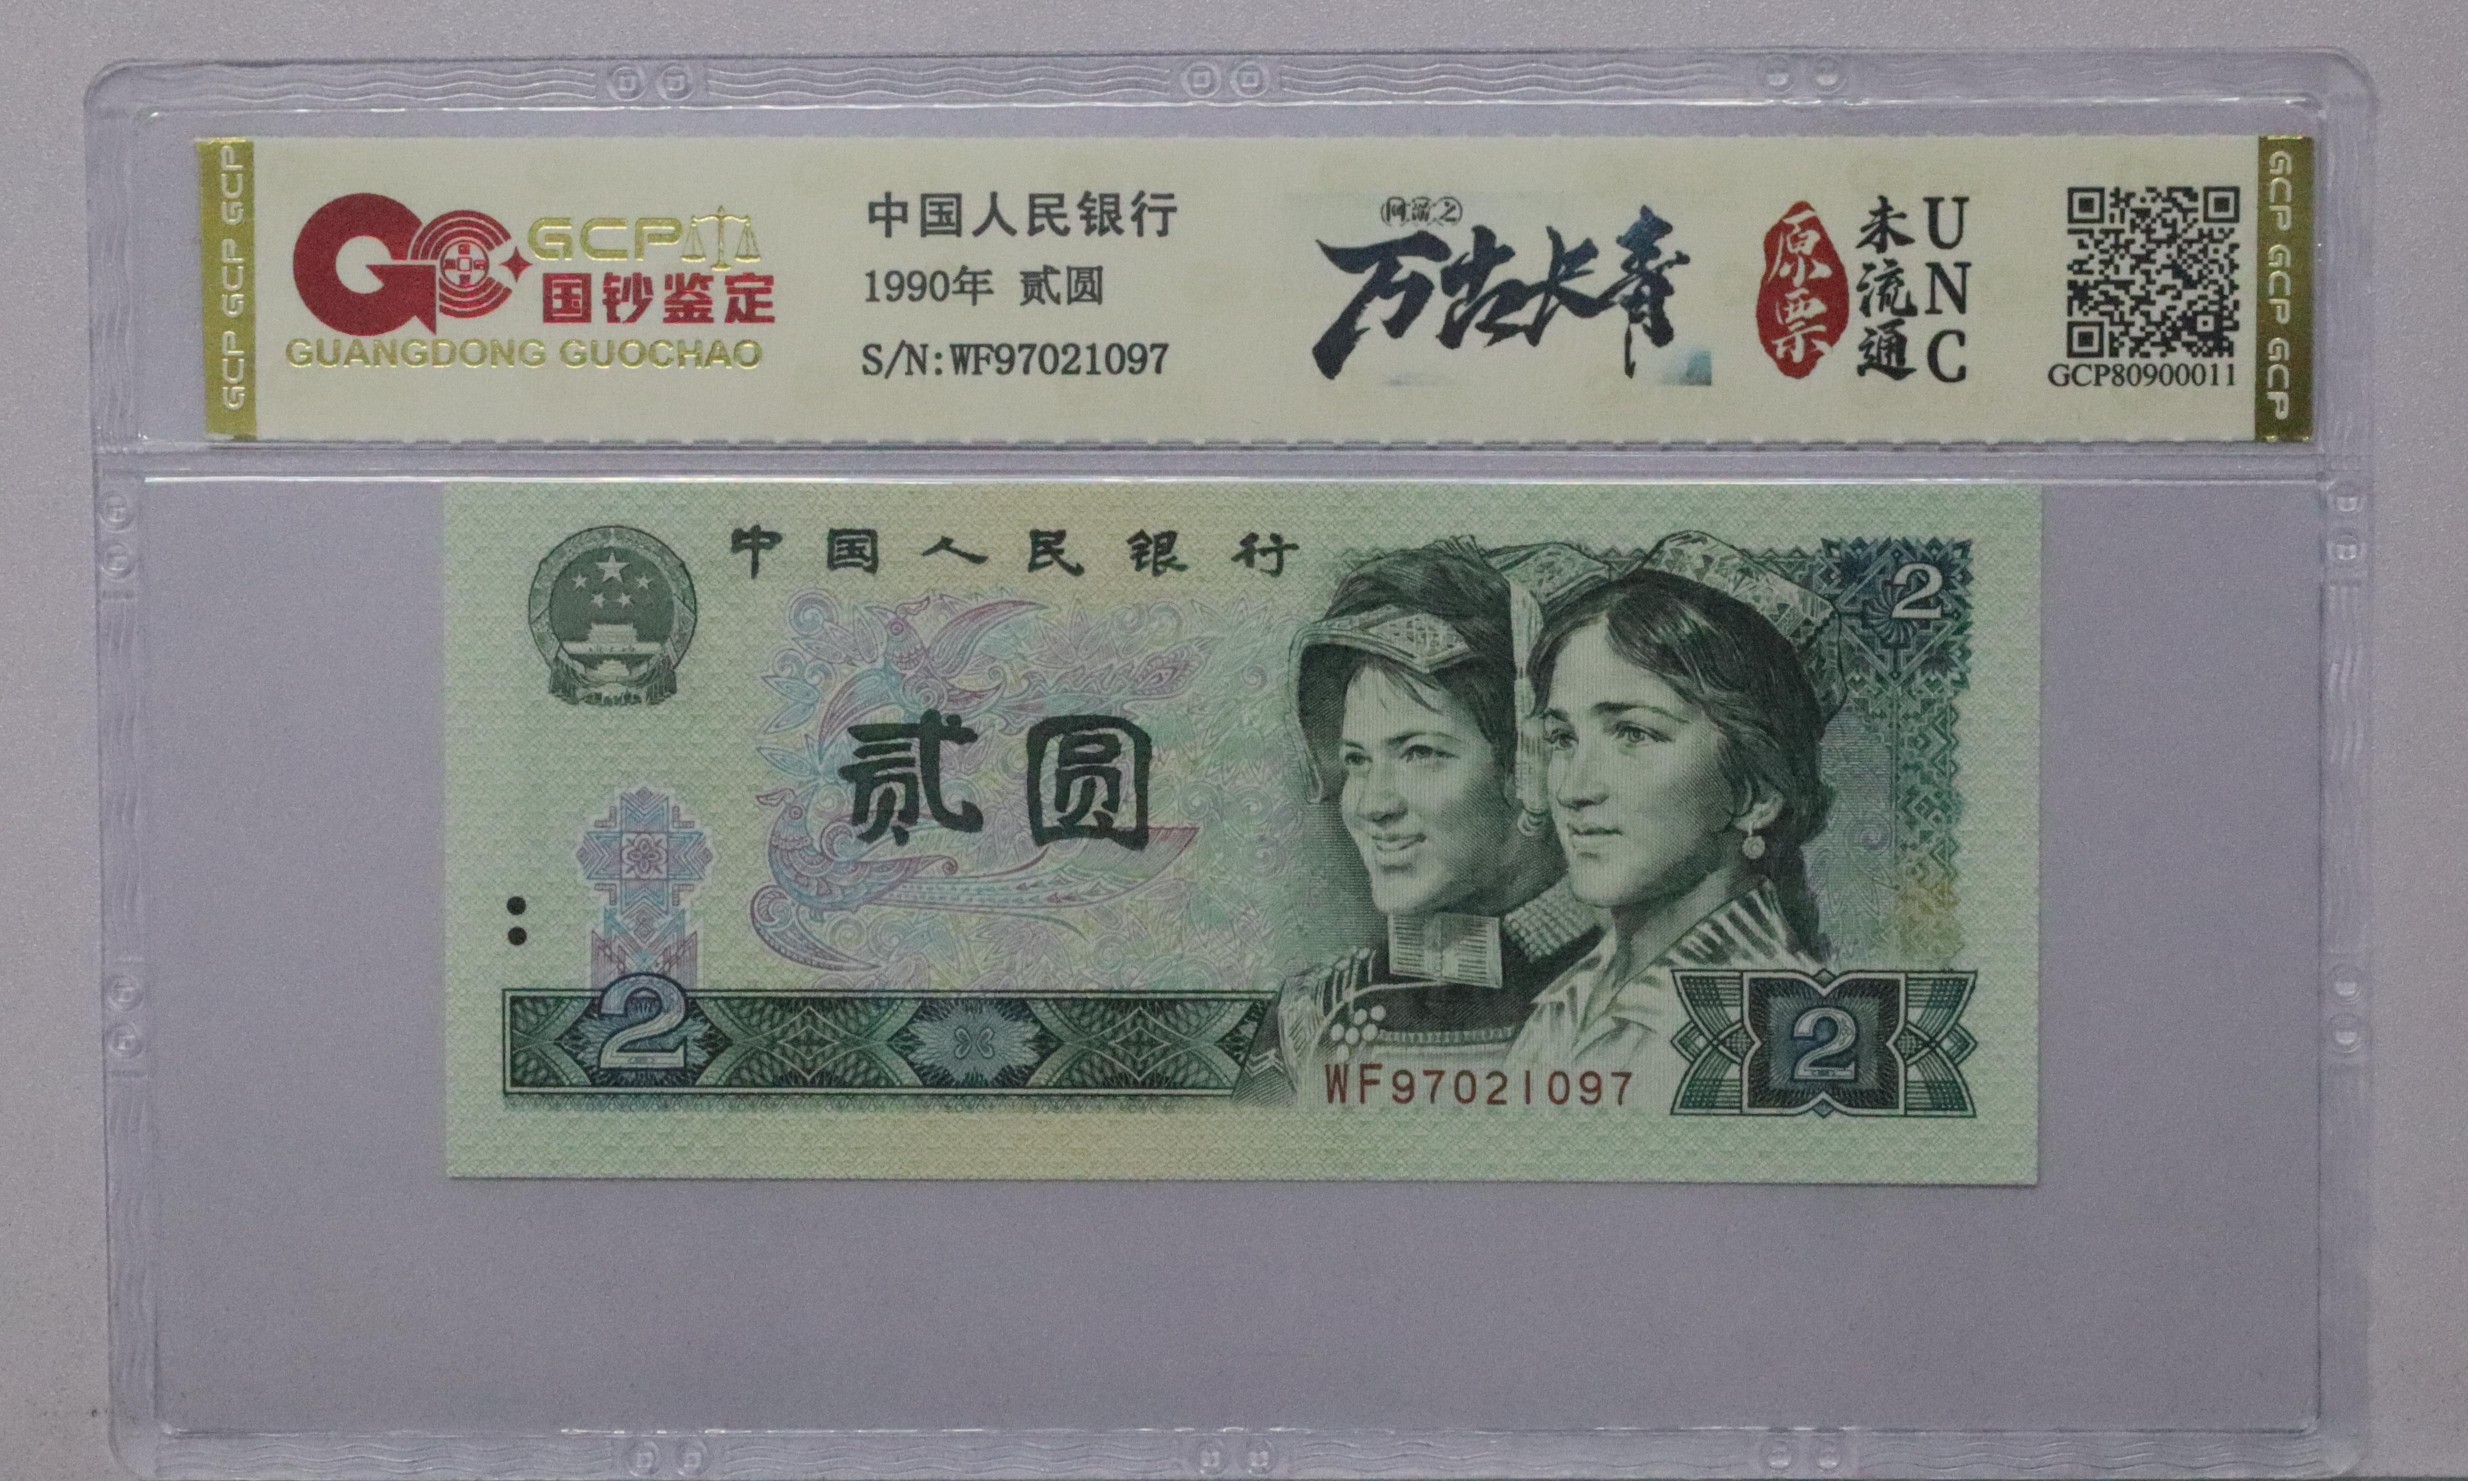 GCP GCP GCP
GCP
国钞鉴定
GUANGDONG GUOCHAO
中国人民银行
1990年 贰圆
S/N:WF97021097
万古长青
原票
未流通
UNC
GCP80900011
GCP GCP GCP
中国人民银行
2
贰圆
2
WF97021097
2